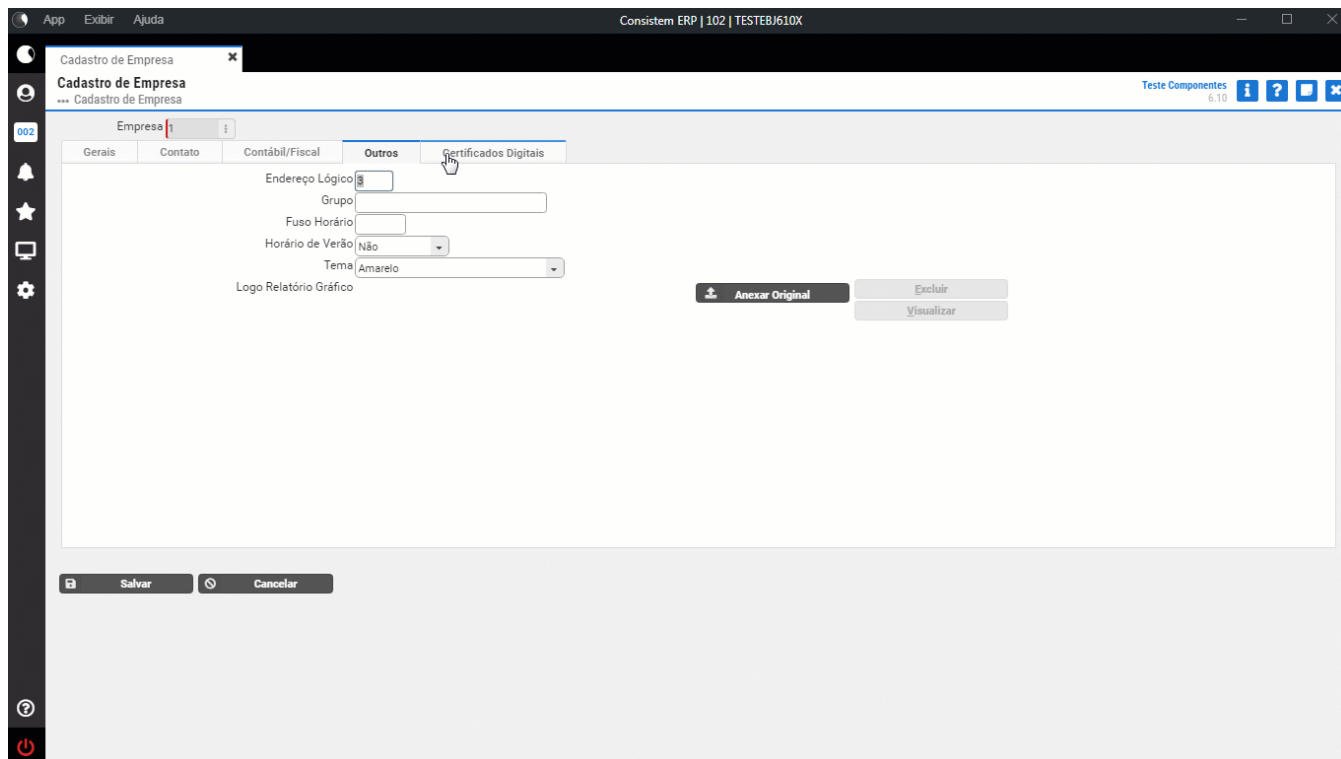 App Exibir Ajuda Consistem ERP | 102 | TESTEBJ610X
Cadastro de Empresa
Cadastro de Empresa
... Cadastro de Empresa
Teste Componentes
6.10
002
Empresa 1
Gerais Contato Contábil/Fiscal Outros Certificados Digitais
Endereço Lógico 3
Grupo
Fuso Horário
Horário de Verão Não
Tema Amarelo
Logo Relatório Gráfico
Anexar Original Excluir
Visualizar
Salvar Cancelar